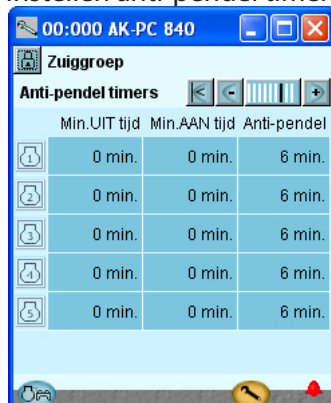 instellen anti-pendel timer
00:000 AK-PC 840
Zuiggroep
Anti-pendel timers
Min.UIT tijd Min.AAN tijd Anti-pendel
1 0 min. 0 min. 6 min.
2 0 min. 0 min. 6 min.
3 0 min. 0 min. 6 min.
4 0 min. 0 min. 6 min.
5 0 min. 0 min. 6 min.